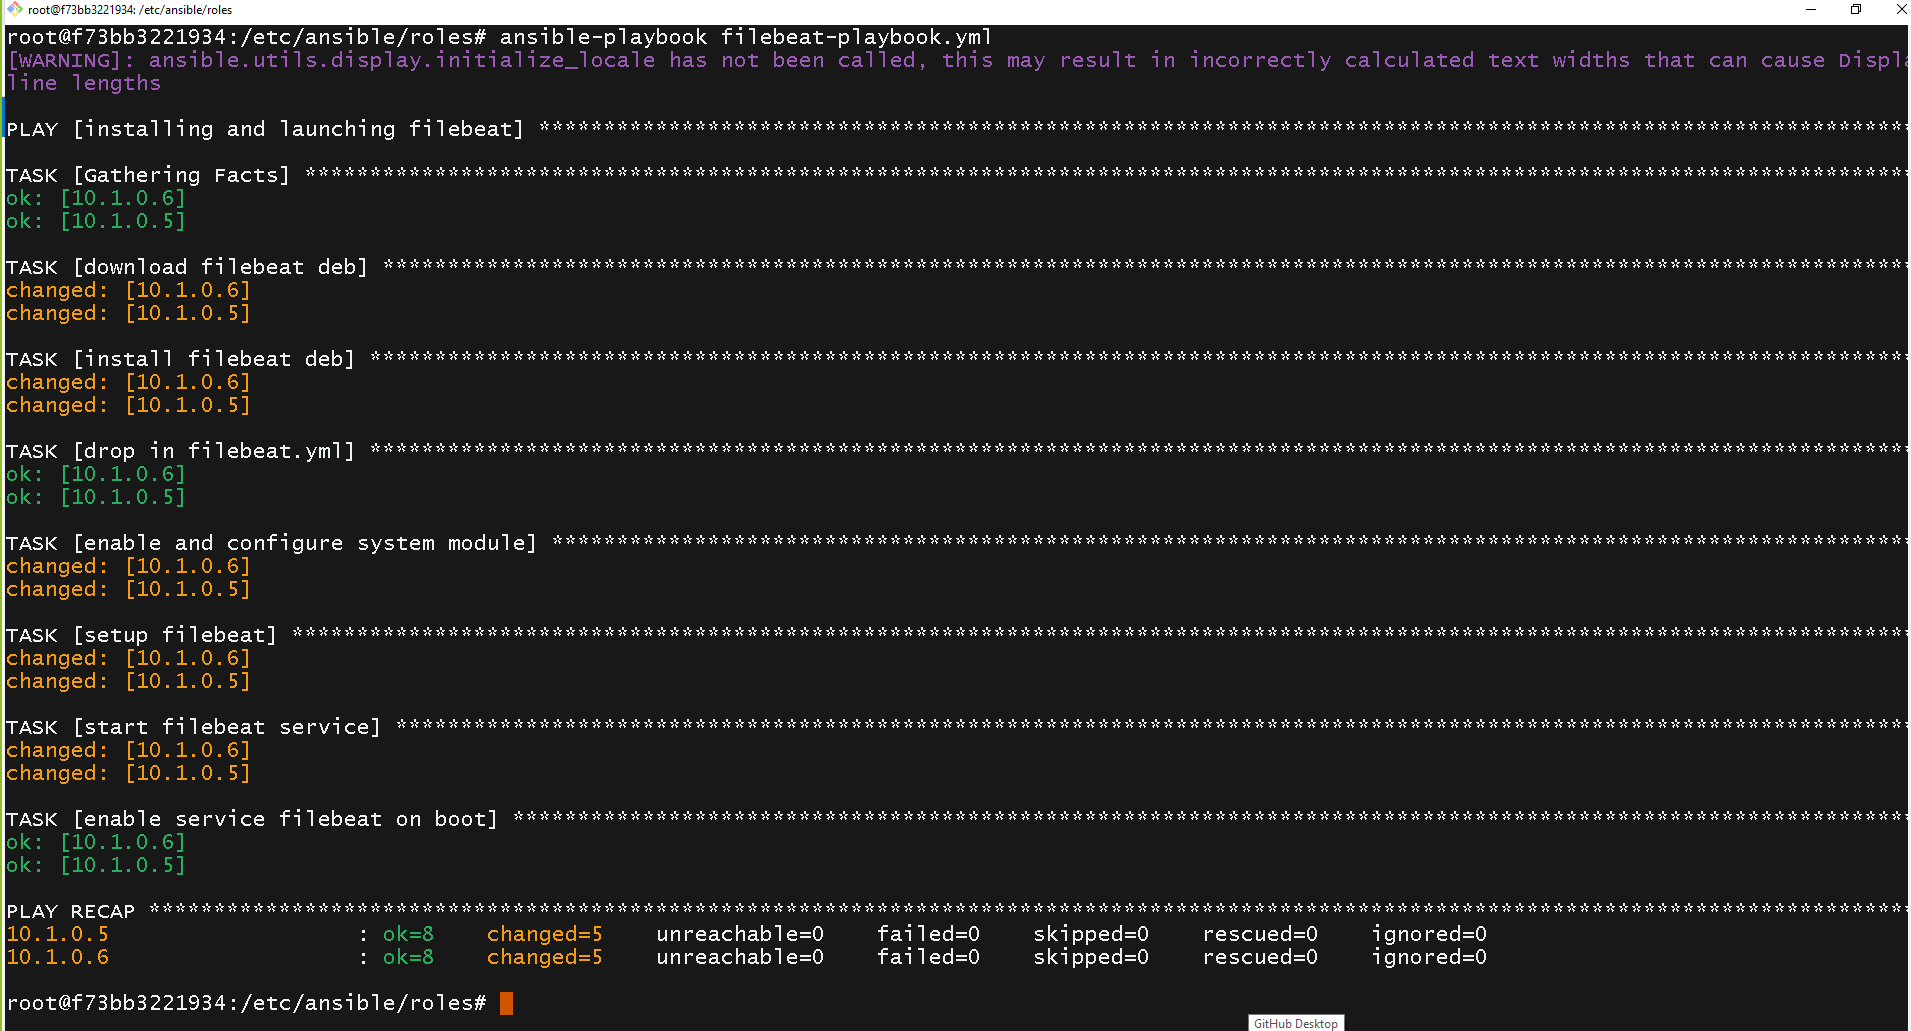 root@f73bb3221934: /etc/ansible/roles
root@f73bb3221934:/etc/ansible/roles# ansible-playbook filebeat-playbook.yml
[WARNING]: ansible.utils.display.initialize_locale has not been called, this may result in incorrectly calculated text widths that can cause Displa
line lengths
PLAY [installing and launching filebeat] **********************************************************************************************************
TASK [Gathering Facts] ****************************************************************************************************************************
ok: [10.1.0.6]
ok: [10.1.0.5]
TASK [download filebeat deb] **********************************************************************************************************************
changed: [10.1.0.6]
changed: [10.1.0.5]
TASK [install filebeat deb] ***********************************************************************************************************************
changed: [10.1.0.6]
changed: [10.1.0.5]
TASK [drop in filebeat.yml] ***********************************************************************************************************************
ok: [10.1.0.6]
ok: [10.1.0.5]
TASK [enable and configure system module] *********************************************************************************************************
changed: [10.1.0.6]
changed: [10.1.0.5]
TASK [setup filebeat] *****************************************************************************************************************************
changed: [10.1.0.6]
changed: [10.1.0.5]
TASK [start filebeat service] *********************************************************************************************************************
changed: [10.1.0.6]
changed: [10.1.0.5]
TASK [enable service filebeat on boot] ************************************************************************************************************
ok: [10.1.0.6]
ok: [10.1.0.5]
PLAY RECAP ****************************************************************************************************************************************
10.1.0.5                   : ok=8    changed=5    unreachable=0    failed=0    skipped=0    rescued=0    ignored=0
10.1.0.6                   : ok=8    changed=5    unreachable=0    failed=0    skipped=0    rescued=0    ignored=0
root@f73bb3221934:/etc/ansible/roles#
GitHub Desktop